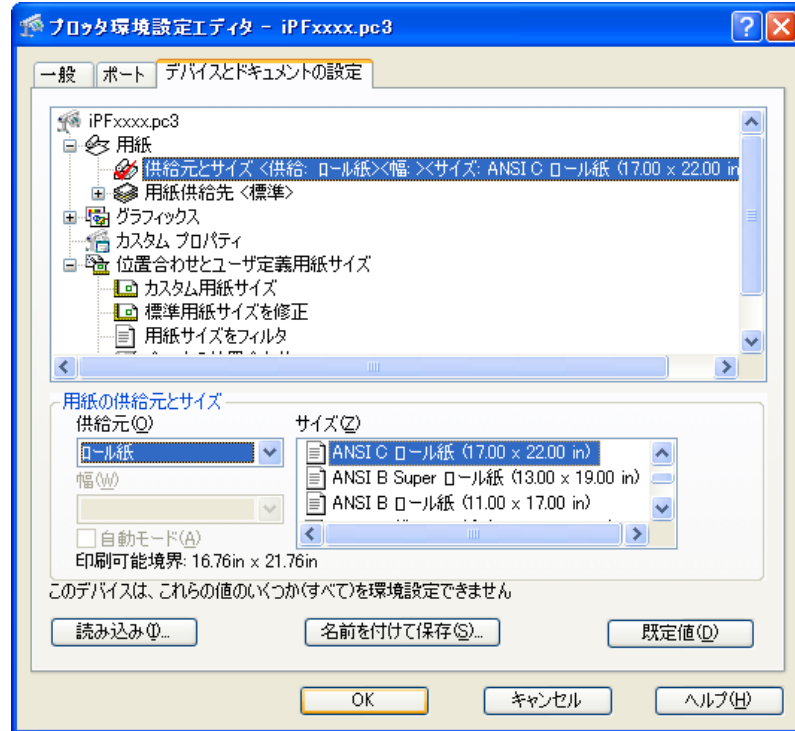 プロッタ環境設定エディタ - iPFxxxx.pc3
一般 ポート デバイスとドキュメントの設定
iPFxxxx.pc3
用紙
供給元とサイズ <供給: ロール紙><幅: ><サイズ: ANSI C ロール紙 (17.00 x 22.00 in
用紙供給先 <標準>
グラフィックス
カスタム プロパティ
位置合わせとユーザ定義用紙サイズ
カスタム用紙サイズ
標準用紙サイズを修正
用紙サイズをフィルタ
用紙の供給元とサイズ
供給元(O) サイズ(Z)
ロール紙 ANSI C ロール紙 (17.00 x 22.00 in)
幅(W) ANSI B Super ロール紙 (13.00 x 19.00 in)
ANSI B ロール紙 (11.00 x 17.00 in)
自動モード(A)
印刷可能境界: 16.76in x 21.76in
このデバイスは、これらの値のいくつか(すべて)を環境設定できません
読み込み(I)... 名前を付けて保存(S)... 既定値(D)
OK キャンセル ヘルプ(H)